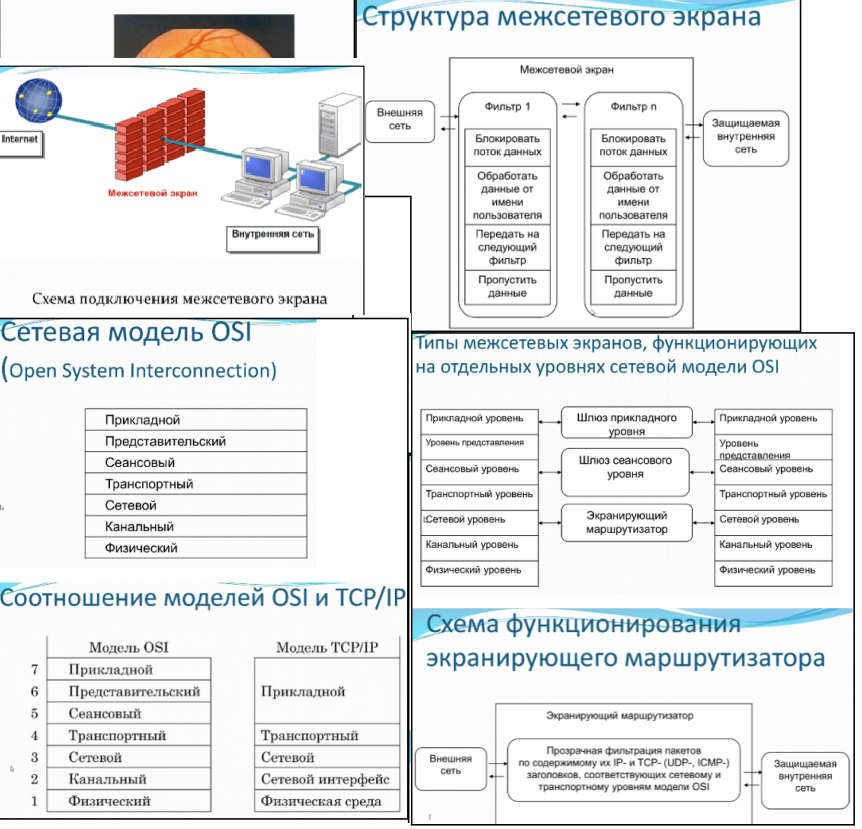 Структура межсетевого экрана
Межсетевой экран
Внешняя
сеть
Фильтр 1
Блокировать
поток данных
Обработать
данные от
имени
пользователя
Передать на
следующий
фильтр
Пропустить
данные
Фильтр n
Блокировать
поток данных
Обработать
данные от
имени
пользователя
Передать на
следующий
фильтр
Пропустить
данные
Защищаемая
внутренняя
сеть
Internet
Межсетевой экран
Внутренняя сеть
Схема подключения межсетевого экрана
Сетевая модель OSI
(Open System Interconnection)
Прикладной
Представительский
Сеансовый
Транспортный
Сетевой
Канальный
Физический
Типы межсетевых экранов, функционирующих
на отдельных уровнях сетевой модели OSI
Прикладной уровень
Уровень представления
Сеансовый уровень
Транспортный уровень
Сетевой уровень
Канальный уровень
Физический уровень
Шлюз прикладного
уровня
Шлюз сеансового
уровня
Экранирующий
маршрутизатор
Прикладной уровень
Уровень
представления
Сеансовый уровень
Транспортный уровень
Сетевой уровень
Канальный уровень
Физический уровень
Соотношение моделей OSI и TCP/IP
Модель OSI
7 Прикладной
6 Представительский
5 Сеансовый
4 Транспортный
3 Сетевой
2 Канальный
1 Физический
Модель TCP/IP
Прикладной
Транспортный
Сетевой
Сетевой интерфейс
Физическая среда
Схема функционирования
экранирующего маршрутизатора
Экранирующий маршрутизатор
Внешняя
сеть
Прозрачная фильтрация пакетов
по содержимому их IP- и TCP- (UDP-, ICMP-)
заголовков, соответствующих сетевому и
транспортному уровням модели OSI
Защищаемая
внутренняя
сеть